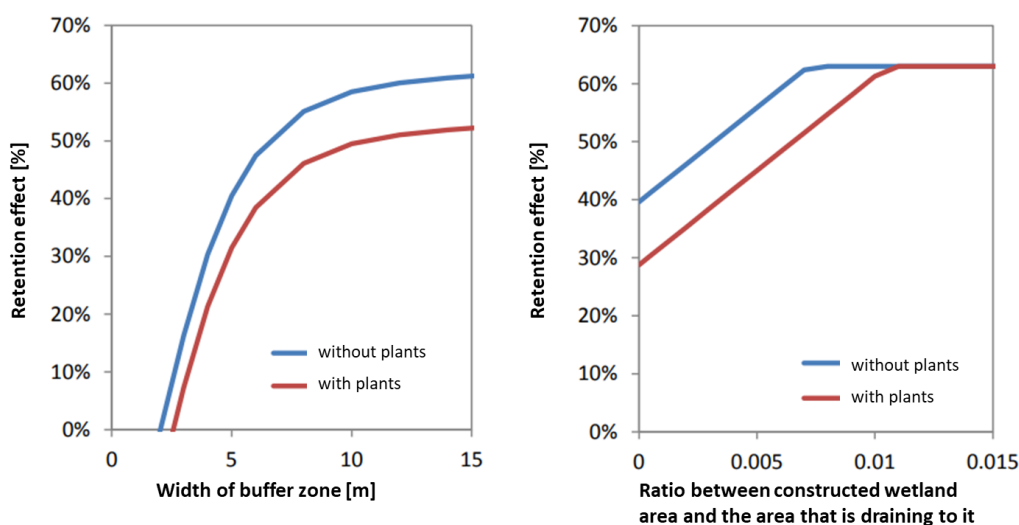 70%
60%
50%
40%
30%
20%
10%
0%
Retention effect [%]
without plants
with plants
0 5 10 15
Width of buffer zone [m]
70%
60%
50%
40%
30%
20%
10%
0%
Retention effect [%]
without plants
with plants
0 0.005 0.01 0.015
Ratio between constructed wetland
area and the area that is draining to it